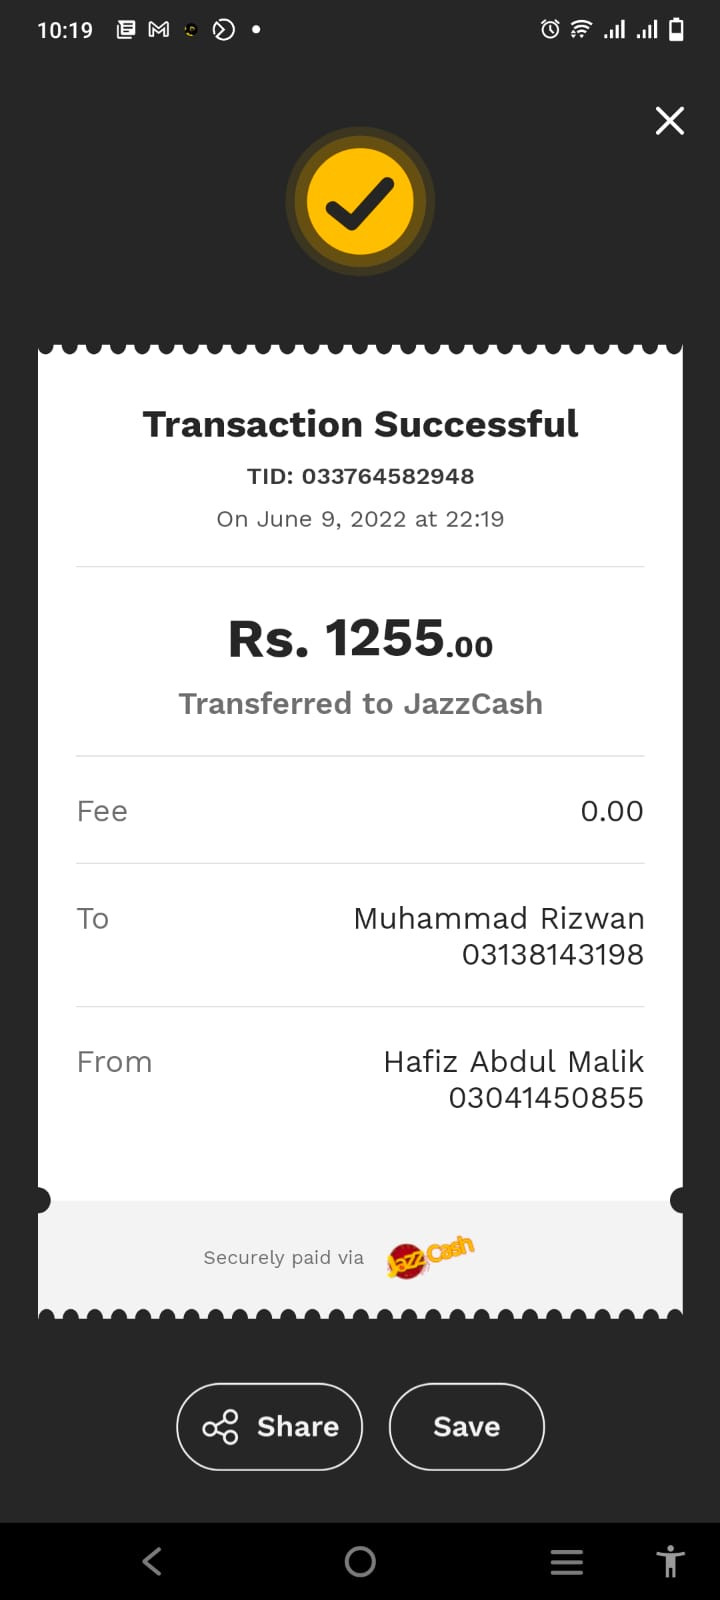 10:19
Transaction Successful
TID: 033764582948
On June 9, 2022 at 22:19
Rs. 1255.00
Transferred to JazzCash
Fee 0.00
To Muhammad Rizwan
03138143198
From Hafiz Abdul Malik
03041450855
Securely paid via JazzCash
Share Save